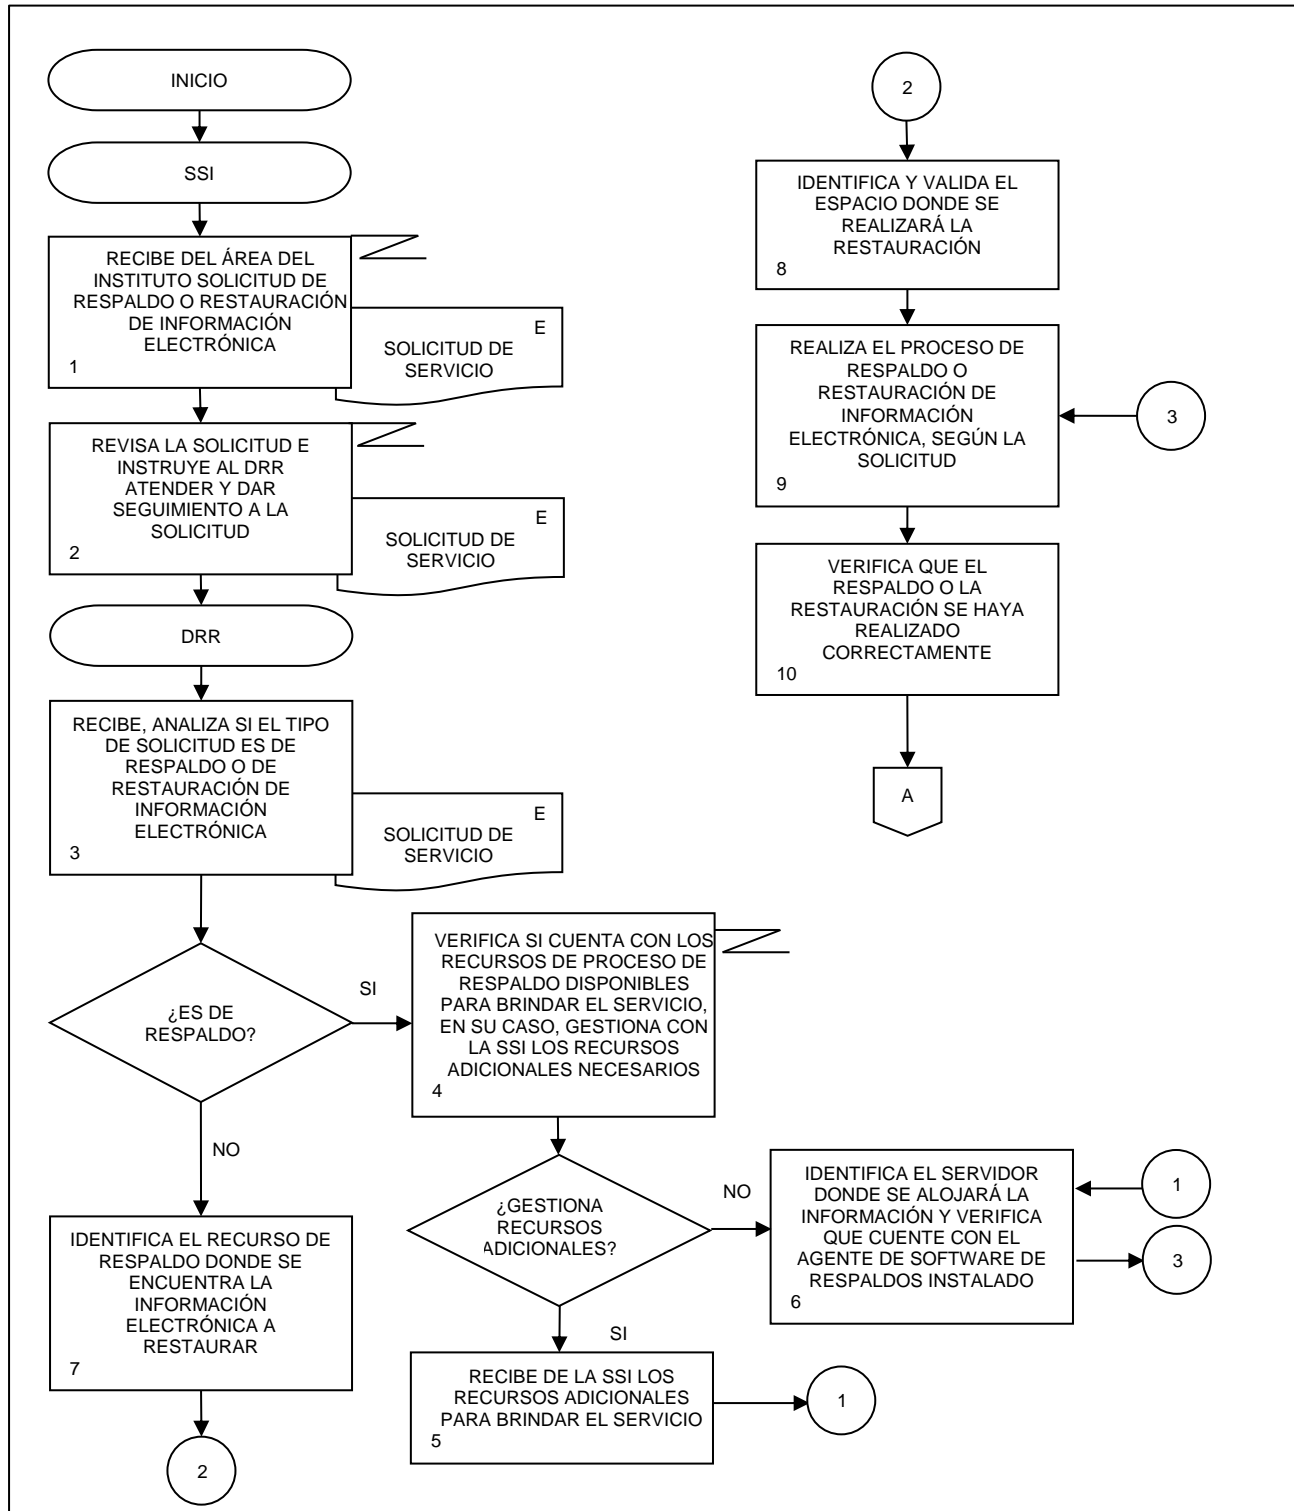 INICIO
SSI
RECIBE DEL ÁREA DEL
INSTITUTO SOLICITUD DE
RESPALDO O RESTAURACIÓN
DE INFORMACIÓN
ELECTRÓNICA
1
E
SOLICITUD DE
SERVICIO
REVISA LA SOLICITUD E
INSTRUYE AL DRR
ATENDER Y DAR
SEGUIMIENTO A LA
SOLICITUD
2
E
SOLICITUD DE
SERVICIO
DRR
RECIBE, ANALIZA SI EL TIPO
DE SOLICITUD ES DE
RESPALDO O DE
RESTAURACIÓN DE
INFORMACIÓN
ELECTRÓNICA
3
E
SOLICITUD DE
SERVICIO
¿ES DE
RESPALDO?
SI
NO
VERIFICA SI CUENTA CON LOS
RECURSOS DE PROCESO DE
RESPALDO DISPONIBLES
PARA BRINDAR EL SERVICIO,
EN SU CASO, GESTIONA CON
LA SSI LOS RECURSOS
ADICIONALES NECESARIOS
4
¿GESTIONA
RECURSOS
ADICIONALES?
NO
SI
RECIBE DE LA SSI LOS
RECURSOS ADICIONALES
PARA BRINDAR EL SERVICIO
5
1
IDENTIFICA EL SERVIDOR
DONDE SE ALOJARÁ LA
INFORMACIÓN Y VERIFICA
QUE CUENTE CON EL
AGENTE DE SOFTWARE DE
RESPALDOS INSTALADO
6
1
3
IDENTIFICA EL RECURSO DE
RESPALDO DONDE SE
ENCUENTRA LA
INFORMACIÓN
ELECTRÓNICA A
RESTAURAR
7
2
2
IDENTIFICA Y VALIDA EL
ESPACIO DONDE SE
REALIZARÁ LA
RESTAURACIÓN
8
REALIZA EL PROCESO DE
RESPALDO O
RESTAURACIÓN DE
INFORMACIÓN
ELECTRÓNICA, SEGÚN LA
SOLICITUD
9
3
VERIFICA QUE EL
RESPALDO O LA
RESTAURACIÓN SE HAYA
REALIZADO
CORRECTAMENTE
10
A